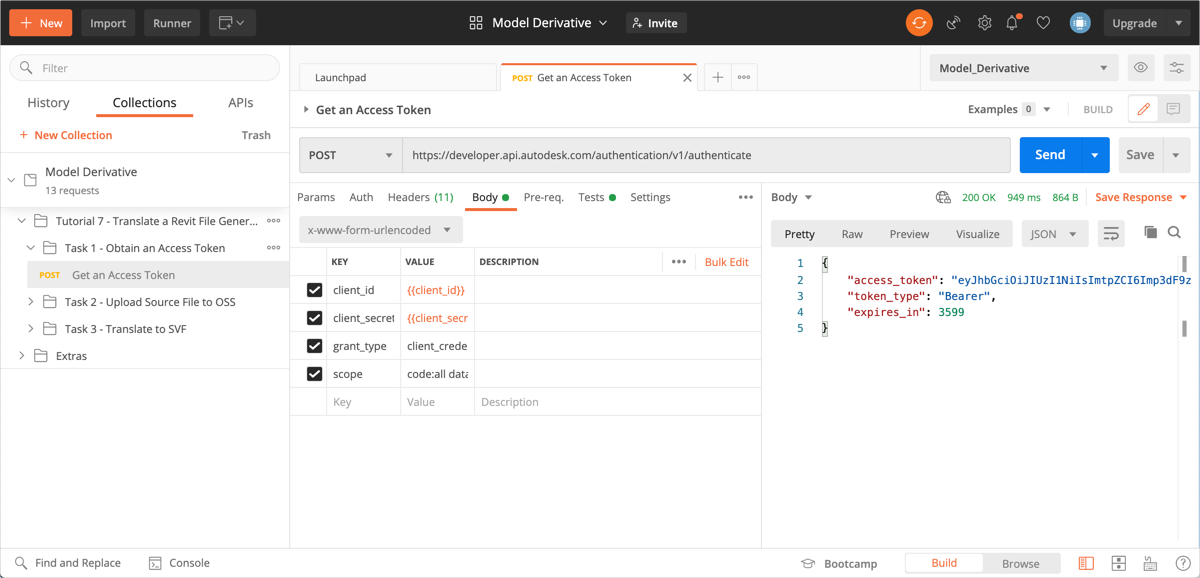 New Import Runner Model Derivative Invite Upgrade
Filter
History Collections APIs
+ New Collection Trash
Model Derivative
13 requests
Tutorial 7 - Translate a Revit File Gener...
Task 1 - Obtain an Access Token
POST Get an Access Token
Task 2 - Upload Source File to OSS
Task 3 - Translate to SVF
Extras
Launchpad POST Get an Access Token Model_Derivative
Get an Access Token Examples 0 BUILD
POST https://developer.api.autodesk.com/authentication/v1/authenticate Send Save
Params Auth Headers (11) Body Pre-req. Tests Settings
x-www-form-urlencoded
KEY VALUE DESCRIPTION Bulk Edit
client_id {{client_id}}
client_secret {{client_secr
grant_type client_crede
scope code:all data
Key Value Description
Body 200 OK 949 ms 864 B Save Response
Pretty Raw Preview Visualize JSON
1 {
2 "access_token": "eyJhbGciOiJIUzI1NiIsImtpZCI6Imp3dF9z
3 "token_type": "Bearer",
4 "expires_in": 3599
5 }
Find and Replace Console Bootcamp Build Browse